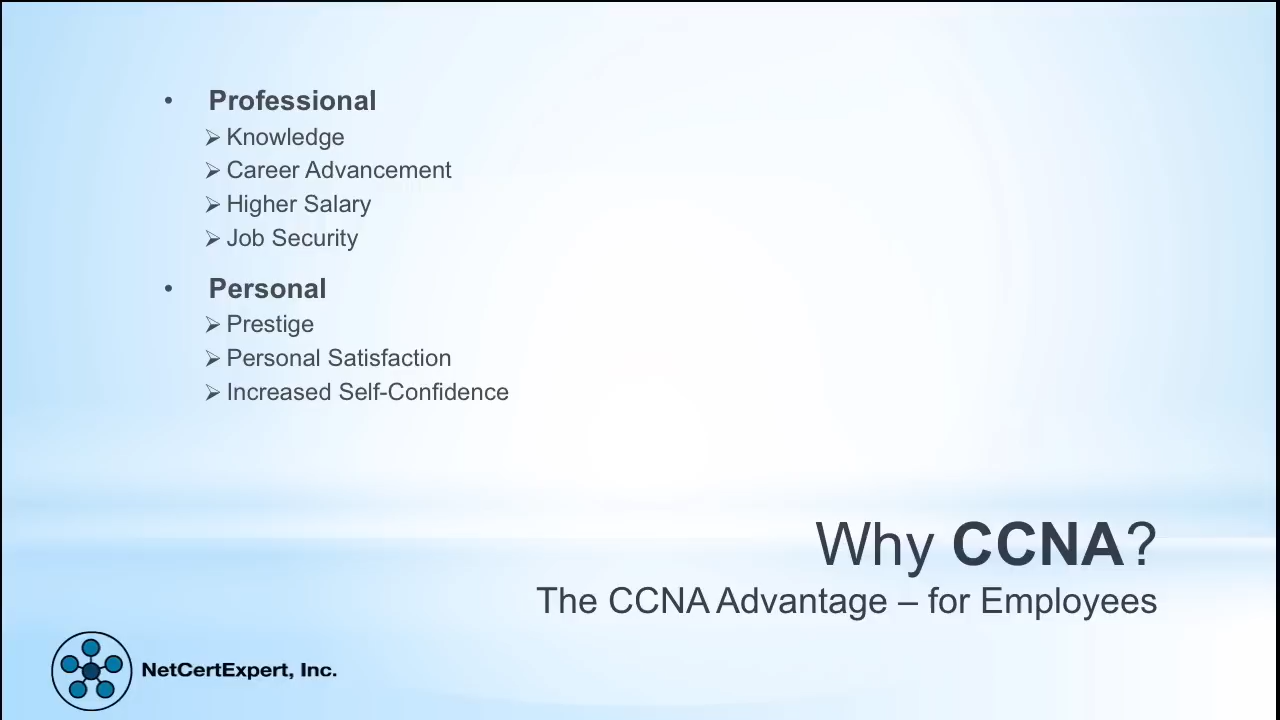 • Professional
➢ Knowledge
➢ Career Advancement
➢ Higher Salary
➢ Job Security
• Personal
➢ Prestige
➢ Personal Satisfaction
➢ Increased Self-Confidence
Why CCNA?
The CCNA Advantage – for Employees
NetCertExpert, Inc.